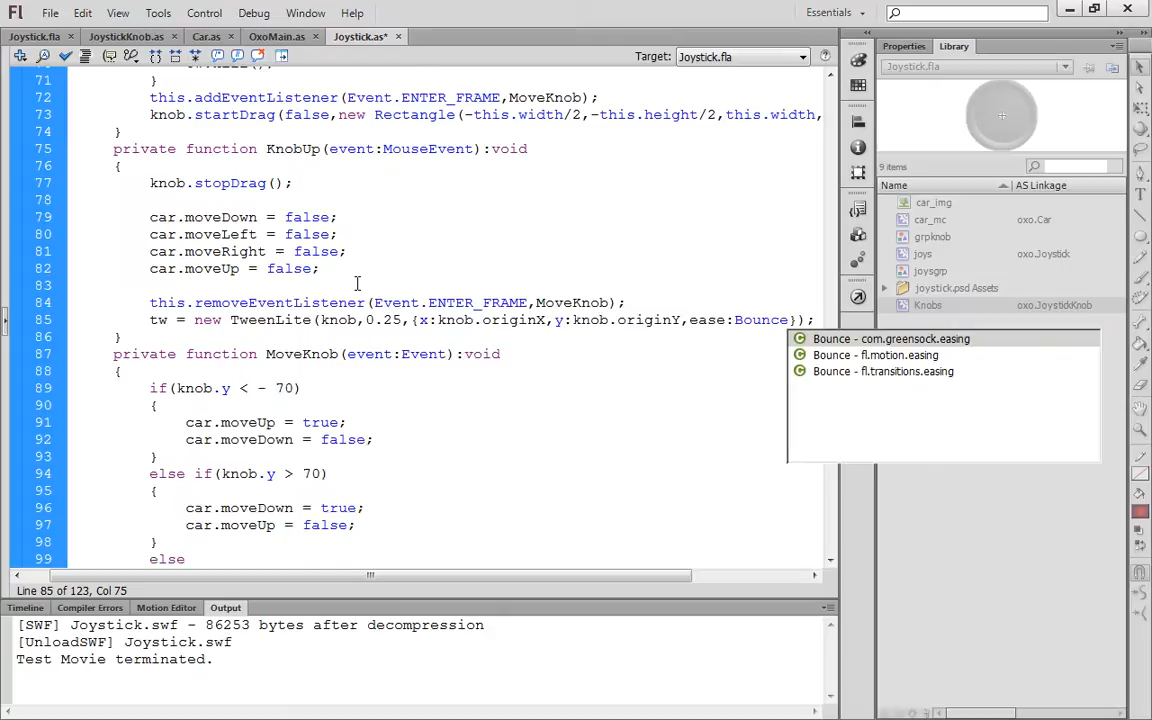 Fl File Edit View Tools Control Debug Window Help Essentials
Joystick.fla × JoystickKnob.as × Car.as × OxoMain.as × Joystick.as* × Properties Library
Target: Joystick.fla Joystick.fla
71 }
72 this.addEventListener(Event.ENTER_FRAME,MoveKnob);
73 knob.startDrag(false,new Rectangle(-this.width/2,-this.height/2,this.width,
74 }
75 private function KnobUp(event:MouseEvent):void
76 {
77 knob.stopDrag();
78
79 car.moveDown = false;
80 car.moveLeft = false;
81 car.moveRight = false;
82 car.moveUp = false;
83
84 this.removeEventListener(Event.ENTER_FRAME,MoveKnob);
85 tw = new TweenLite(knob,0.25,{x:knob.originX,y:knob.originY,ease:Bounce});
86 }
87 private function MoveKnob(event:Event):void
88 {
89 if(knob.y < - 70)
90 {
91 car.moveUp = true;
92 car.moveDown = false;
93 }
94 else if(knob.y > 70)
95 {
96 car.moveDown = true;
97 car.moveUp = false;
98 }
99 else
Bounce - com.greensock.easing
Bounce - fl.motion.easing
Bounce - fl.transitions.easing
9 items
Name AS Linkage
car_img
car_mc oxo.Car
grpknob
joys oxo.Joystick
joysgrp
joystick.psd Assets
Knobs oxo.JoystidkKnob
Line 85 of 123, Col 75
Timeline Compiler Errors Motion Editor Output
[SWF] Joystick.swf - 86253 bytes after decompression
[UnloadSWF] Joystick.swf
Test Movie terminated.